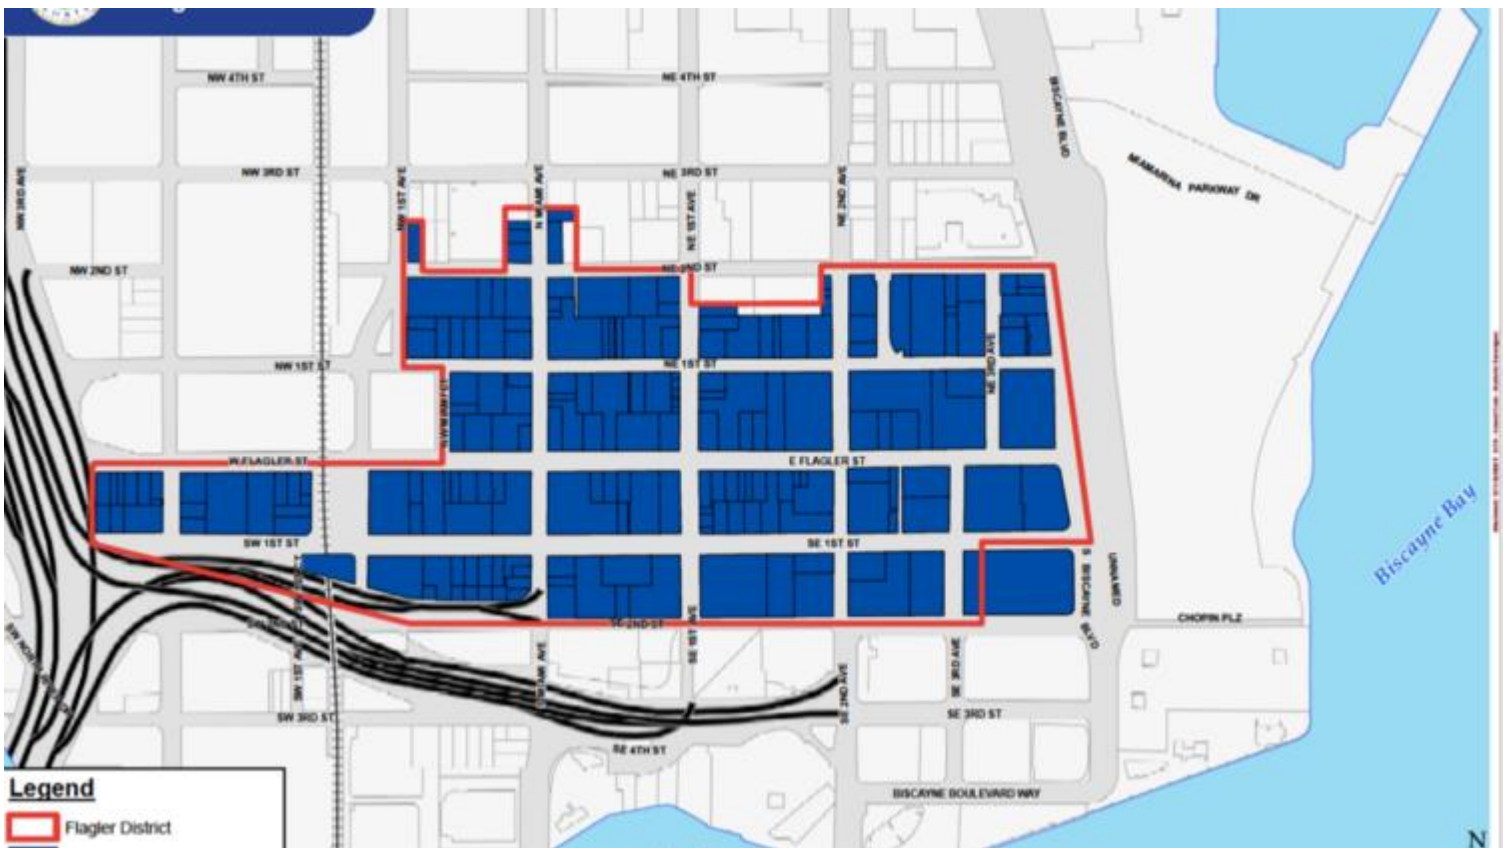 NW 4TH ST
NE 4TH ST
BISCAYNE BLVD
MIAMARINA PARKWAY DR
NW 3RD AVE
NW 3RD ST
NW 1ST AVE
N MIAMI AVE
NE 3RD ST
NE 1ST AVE
NE 2ND AVE
NW 2ND ST
NE 2ND ST
NW 1ST ST
NE 1ST ST
NE 3RD AVE
W FLAGLER ST
E FLAGLER ST
SW 1ST ST
SE 1ST ST
S BISCAYNE BLVD
UNNAMED
Biscayne Bay
CHOPIN PLZ
SE 2ND ST
SE 1ST AVE
SW 1ST AVE
S MIAMI AVE
SE 2ND AVE
SE 3RD AVE
SW 3RD ST
SE 3RD ST
SE 4TH ST
BISCAYNE BOULEVARD WAY
Legend
Flagler District
N